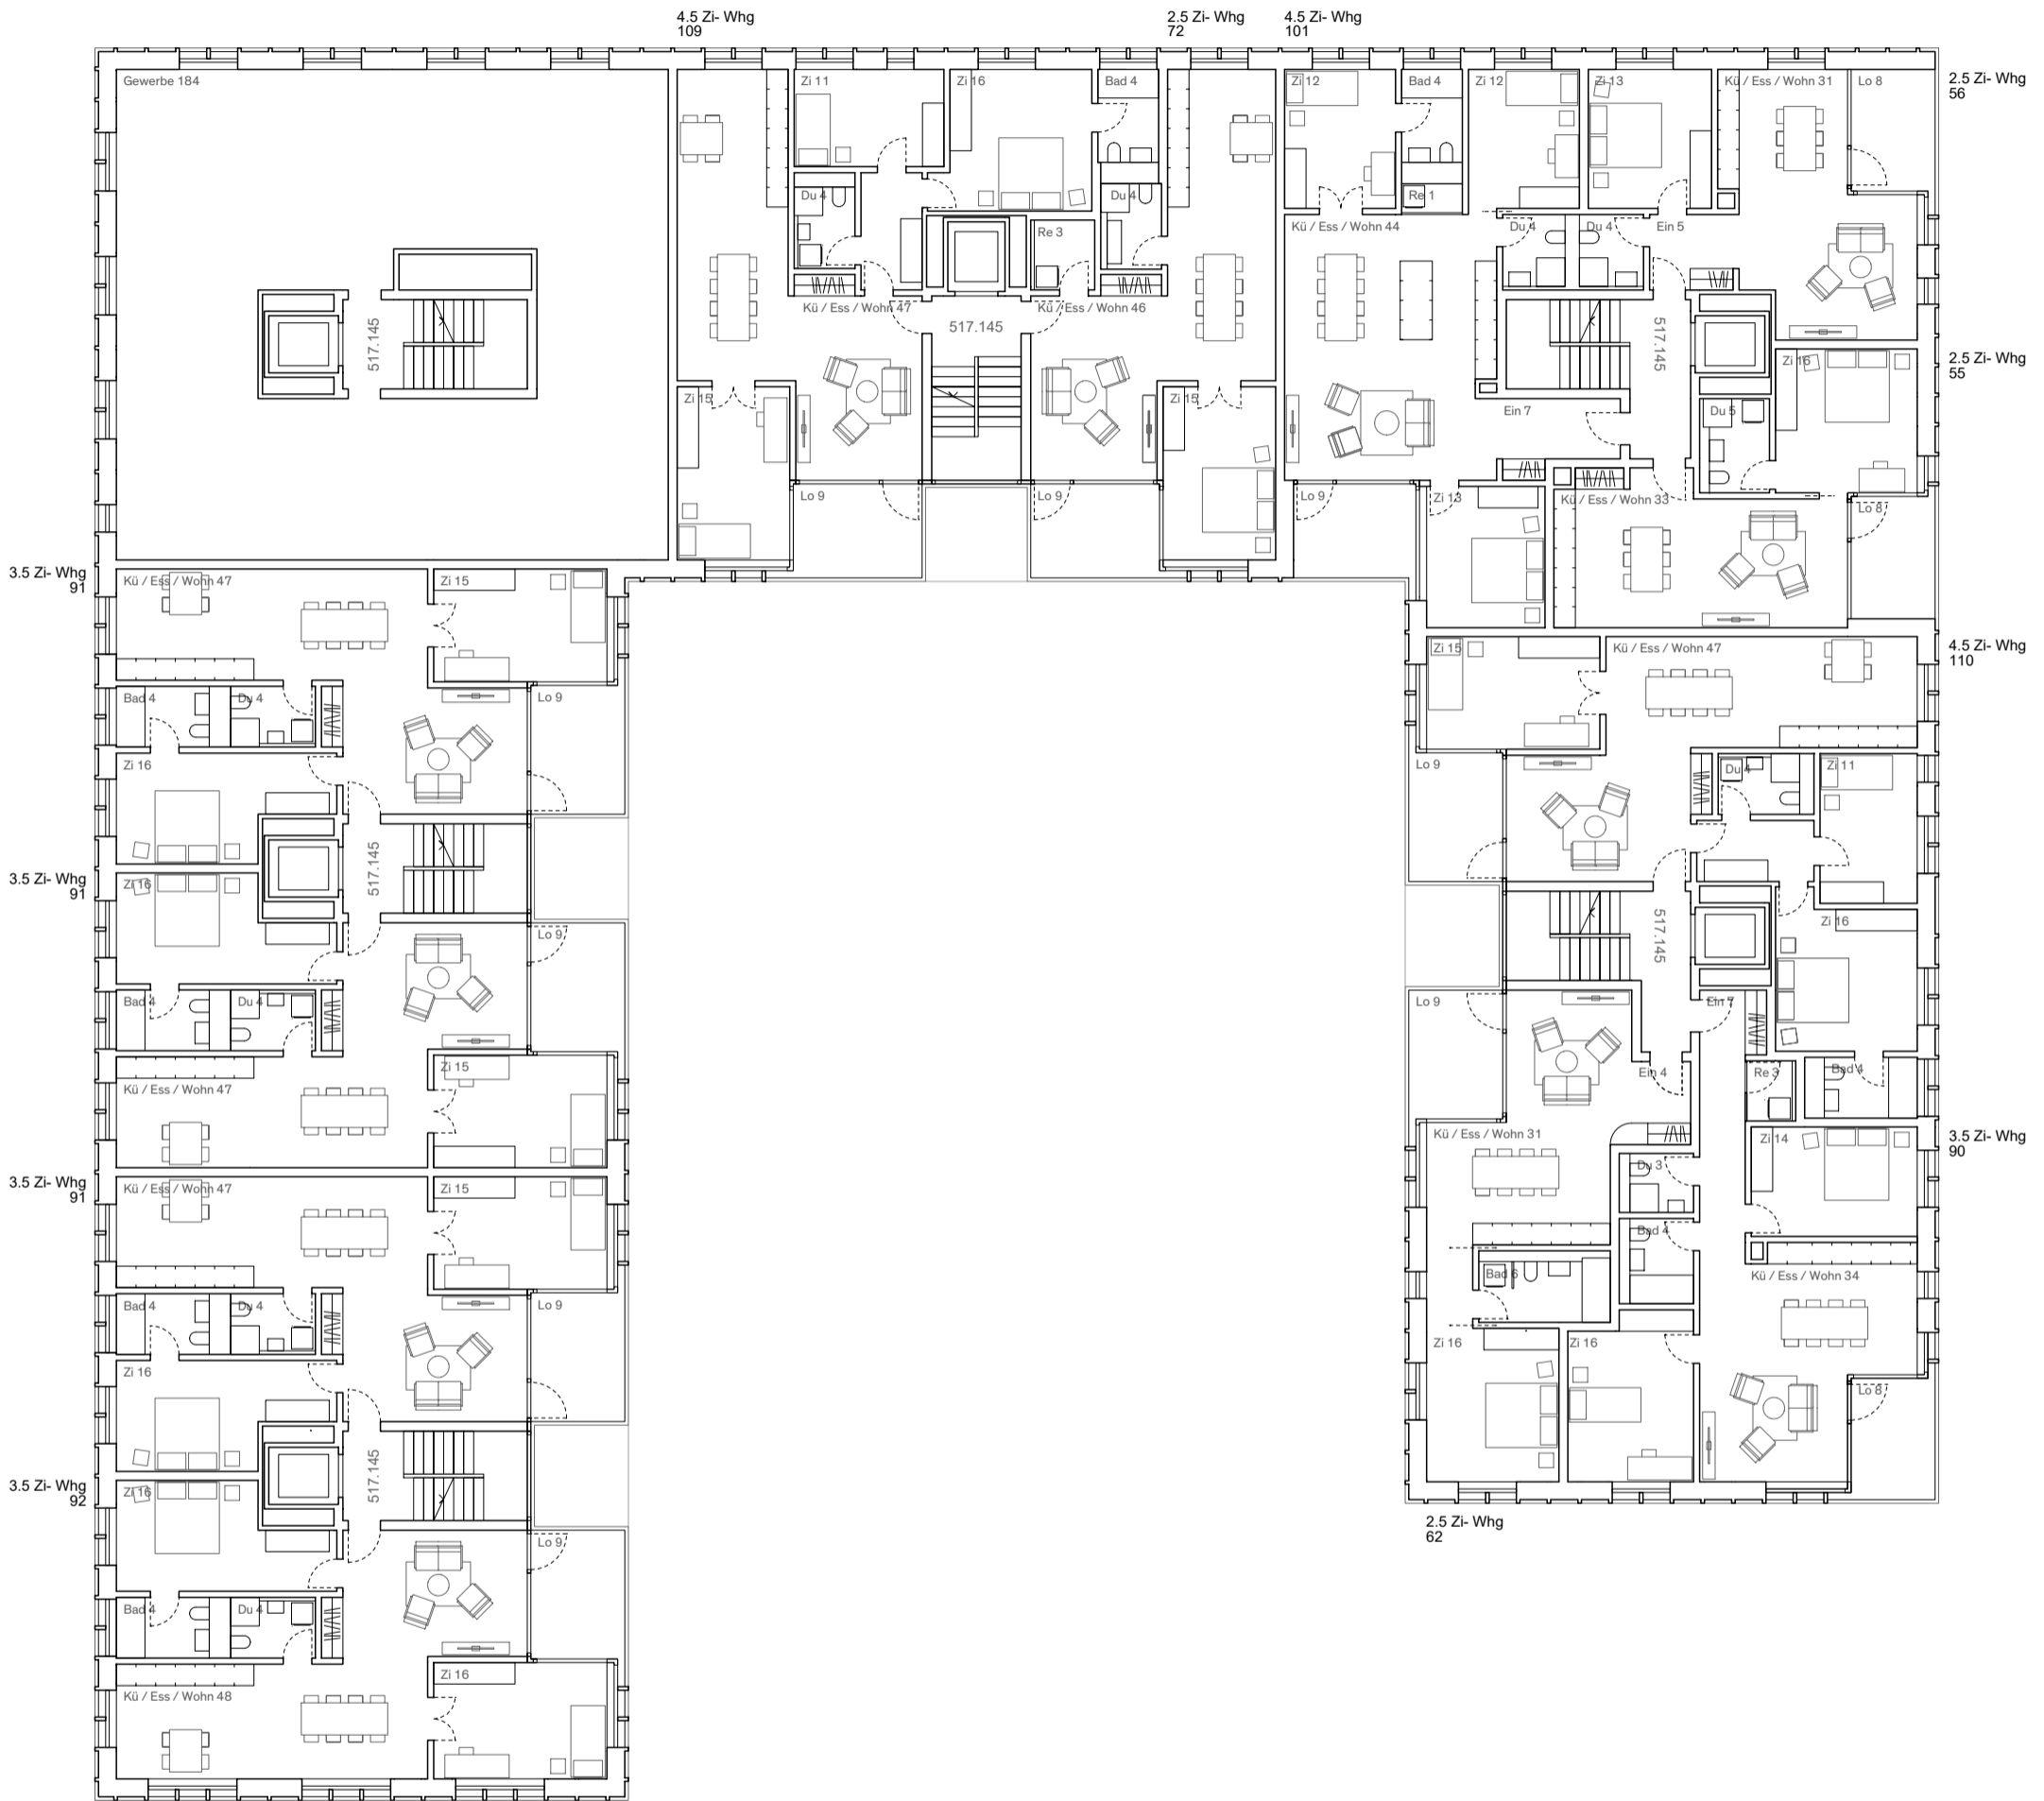 4.5 Zi- Whg
109
2.5 Zi- Whg
72
4.5 Zi- Whg
101
Gewerbe 184
Zi 11
Zi 16
Bad 4
Zi 12
Bad 4
Zi 12
Zi 13
Kü / Ess / Wohn 31
Lo 8
2.5 Zi- Whg
56
Du 4
Du 4
Re 1
Re 3
Kü / Ess / Wohn 44
Du 4
Du 4
Ein 5
Kü / Ess / Wohn 47
Kü / Ess / Wohn 46
517.145
517.145
517.145
2.5 Zi- Whg
55
Zi 16
Zi 15
Zi 15
Ein 7
Du 5
Lo 9
Lo 9
Lo 9
Zi 13
Kü / Ess / Wohn 33
Lo 8
3.5 Zi- Whg
91
Kü / Ess / Wohn 47
Zi 15
4.5 Zi- Whg
110
Zi 15
Kü / Ess / Wohn 47
Bad 4
Du 4
Lo 9
Zi 16
Lo 9
Du 4
Zi 11
517.145
3.5 Zi- Whg
91
Zi 16
Lo 9
517.145
Zi 16
Bad 4
Du 4
Lo 9
Ein 7
Zi 15
Ein 4
Re 3
Bad 4
Kü / Ess / Wohn 47
Kü / Ess / Wohn 31
Zi 14
3.5 Zi- Whg
90
Du 3
3.5 Zi- Whg
91
Kü / Ess / Wohn 47
Zi 15
Bad 4
Bad 6
Kü / Ess / Wohn 34
Bad 4
Du 4
Lo 9
Zi 16
Zi 16
Zi 16
Lo 8
517.145
3.5 Zi- Whg
92
Zi 16
2.5 Zi- Whg
62
Lo 9
Bad 4
Du 4
Zi 16
Kü / Ess / Wohn 48